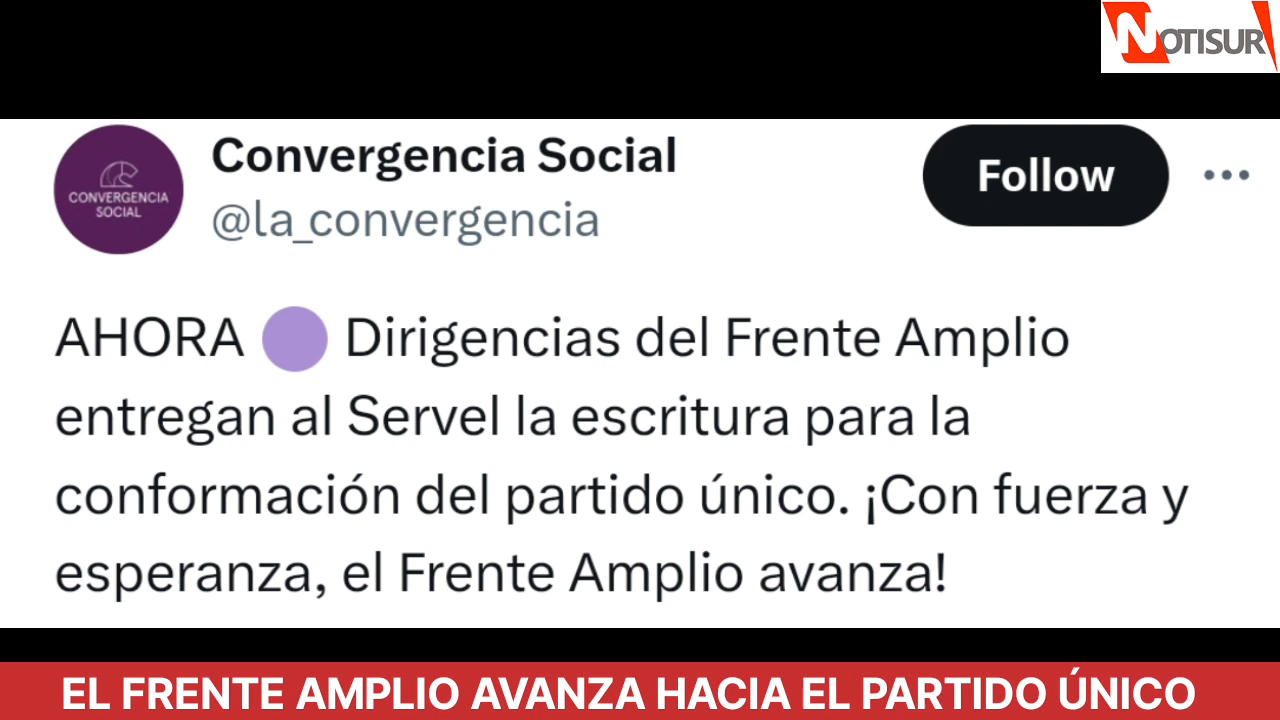 NOTISUR
Convergencia Social
@la_convergencia
CONVERGENCIA
SOCIAL
Follow
AHORA 🟣 Dirigencias del Frente Amplio
entregan al Servel la escritura para la
conformación del partido único. ¡Con fuerza y
esperanza, el Frente Amplio avanza!
EL FRENTE AMPLIO AVANZA HACIA EL PARTIDO ÚNICO